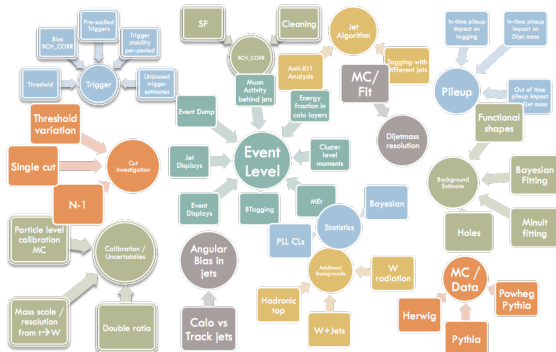 Bias
BCH_CORR
Pre-scaled
Triggers
Trigger
stability
per-period
Threshold
Trigger
Unbiased
trigger
estimates
SF
Cleaning
BCH_CORR
Jet
Algorithm
Anti-Kt4
Analysis
Tagging with
different jets
In-time pileup
impact on
tagging
In-time pileup
impact on
Dijet mass
Pileup
Out of time
pileup impact
Dijet mass
Threshold
variation
Single cut
N-1
Cut
Investigation
Event Dump
Muon
Activity
behind jets
Energy
fraction in
calo layers
Jet
Displays
Event
Level
Cluster
level
moments
Event
Displays
BTagging
MEt
MC/
Fit
Dijetmass
resolution
Functional
shapes
Background
Estimate
Bayesian
Fitting
Minuit
fitting
Holes
Particle level
calibration
MC
Calibration /
Uncertainties
Mass scale /
resolution
from t→W
Double ratio
Angular
Bias in
jets
Calo vs
Track jets
Bayesian
Statistics
PLL CLs
Additional
Backgrounds
W
radiation
Hadronic
top
W+Jets
MC /
Data
Herwig
Pythia
Powheg
Pythia